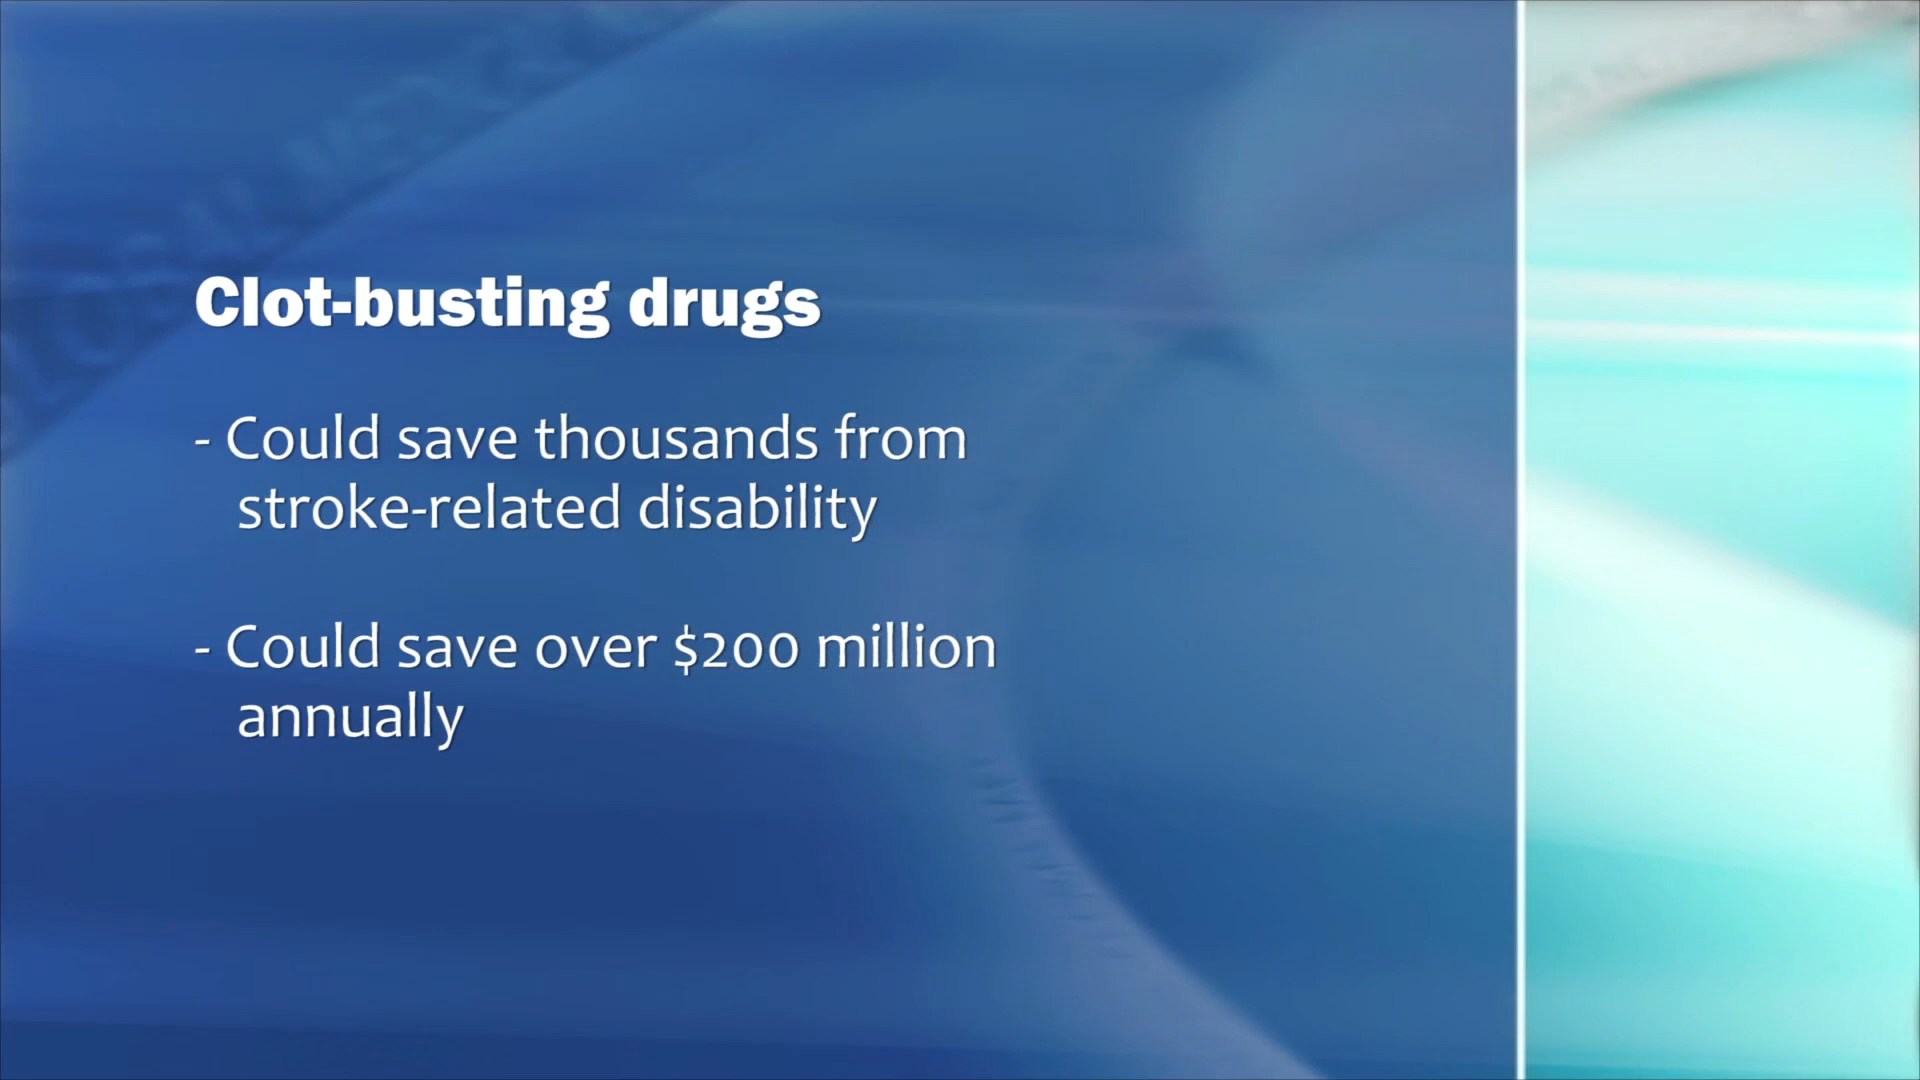 Clot-busting drugs
- Could save thousands from
stroke-related disability
- Could save over $200 million
annually